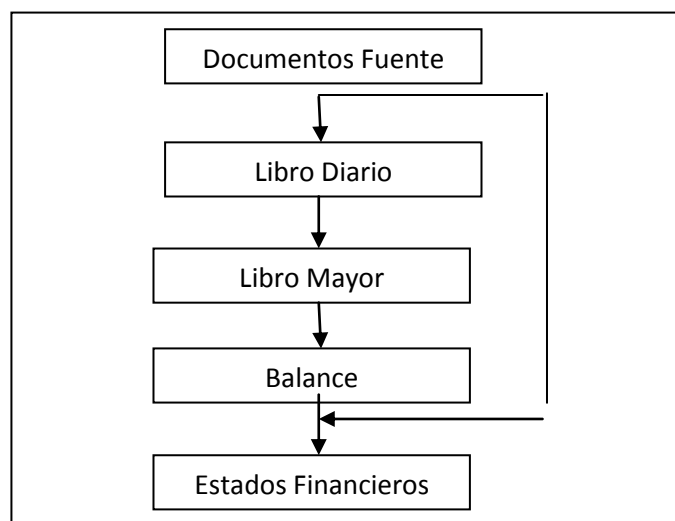 Documentos Fuente
Libro Diario
Libro Mayor
Balance
Estados Financieros